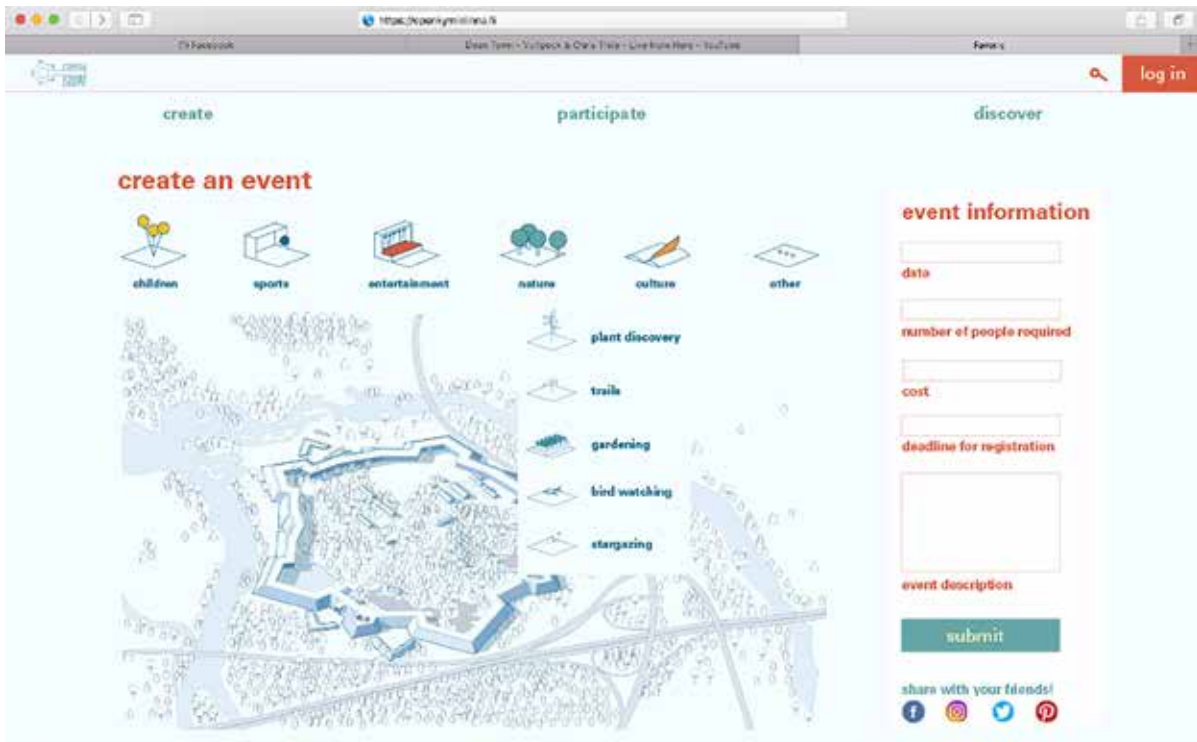 Facebook
log in
create
participate
discover
create an event
children
sports
entertainment
nature
culture
other
plant discovery
trails
gardening
bird watching
stargazing
event information
date
number of people required
cost
deadline for registration
event description
submit
share with your friends!